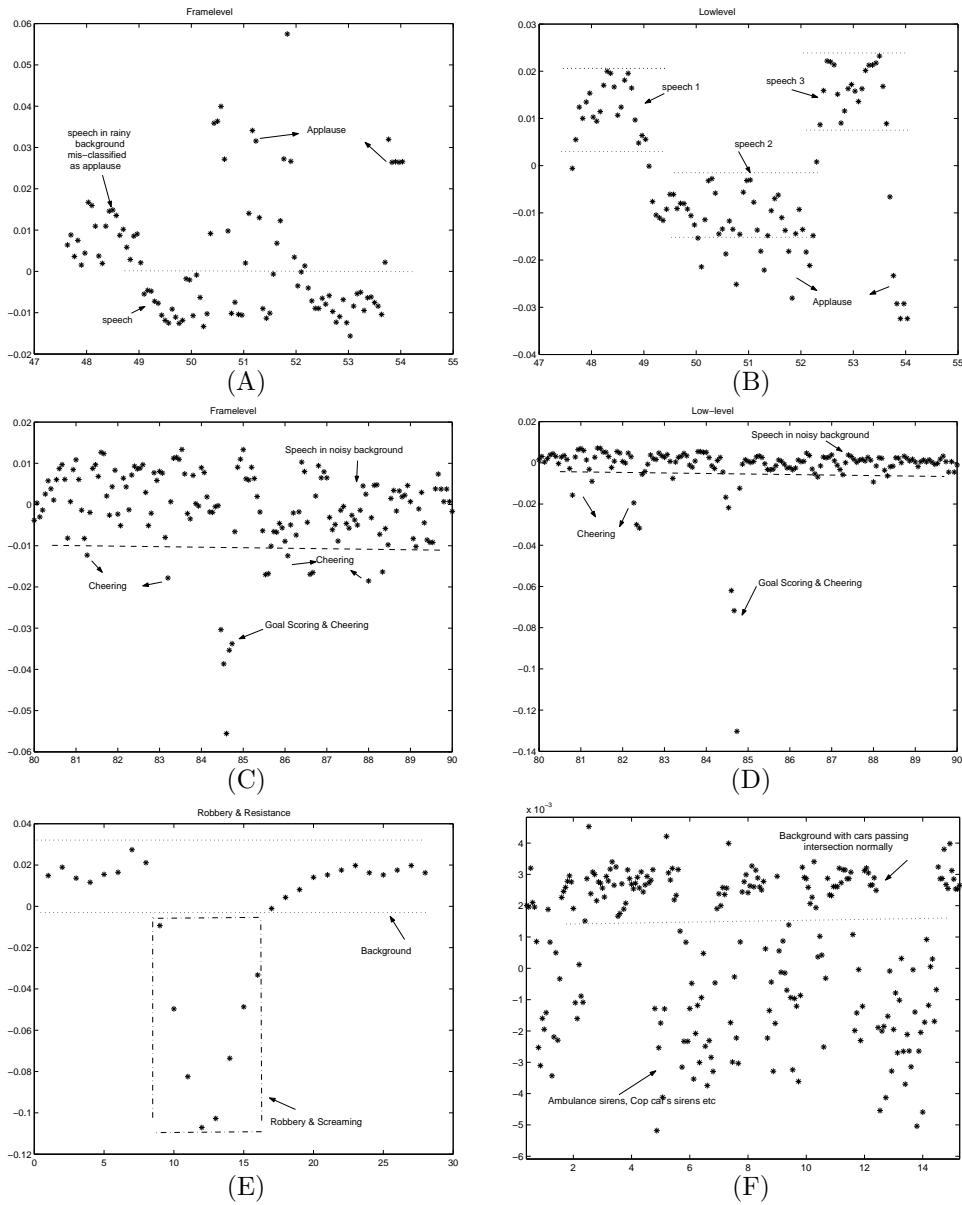 Framelevel
0.06
0.05
0.04
0.03
0.02
0.01
0
−0.01
−0.02
47 48 49 50 51 52 53 54 55
speech in rainy
background
mis−classified
as applause
Applause
speech
(A)
Lowlevel
0.03
0.02
0.01
0
−0.01
−0.02
−0.03
−0.04
47 48 49 50 51 52 53 54 55
speech 1
speech 3
speech 2
Applause
(B)
Framelevel
0.02
0.01
0
−0.01
−0.02
−0.03
−0.04
−0.05
−0.06
80 81 82 83 84 85 86 87 88 89 90
Speech in noisy background
Cheering
Cheering
Goal Scoring & Cheering
(C)
Low−level
0.04
0.02
0
−0.02
−0.04
−0.06
−0.08
−0.1
−0.12
−0.14
80 81 82 83 84 85 86 87 88 89 90
Speech in noisy background
Cheering
Goal Scoring & Cheering
(D)
Robbery & Resistance
0.04
0.02
0
−0.02
−0.04
−0.06
−0.08
−0.1
−0.12
0 5 10 15 20 25 30
Background
Robbery & Screaming
(E)
x 10−3
4
3
2
1
0
−1
−2
−3
−4
−5
−6
2 4 6 8 10 12 14
Background with cars passing
intersection normally
Ambulance sirens, Cop car's sirens etc
(F)